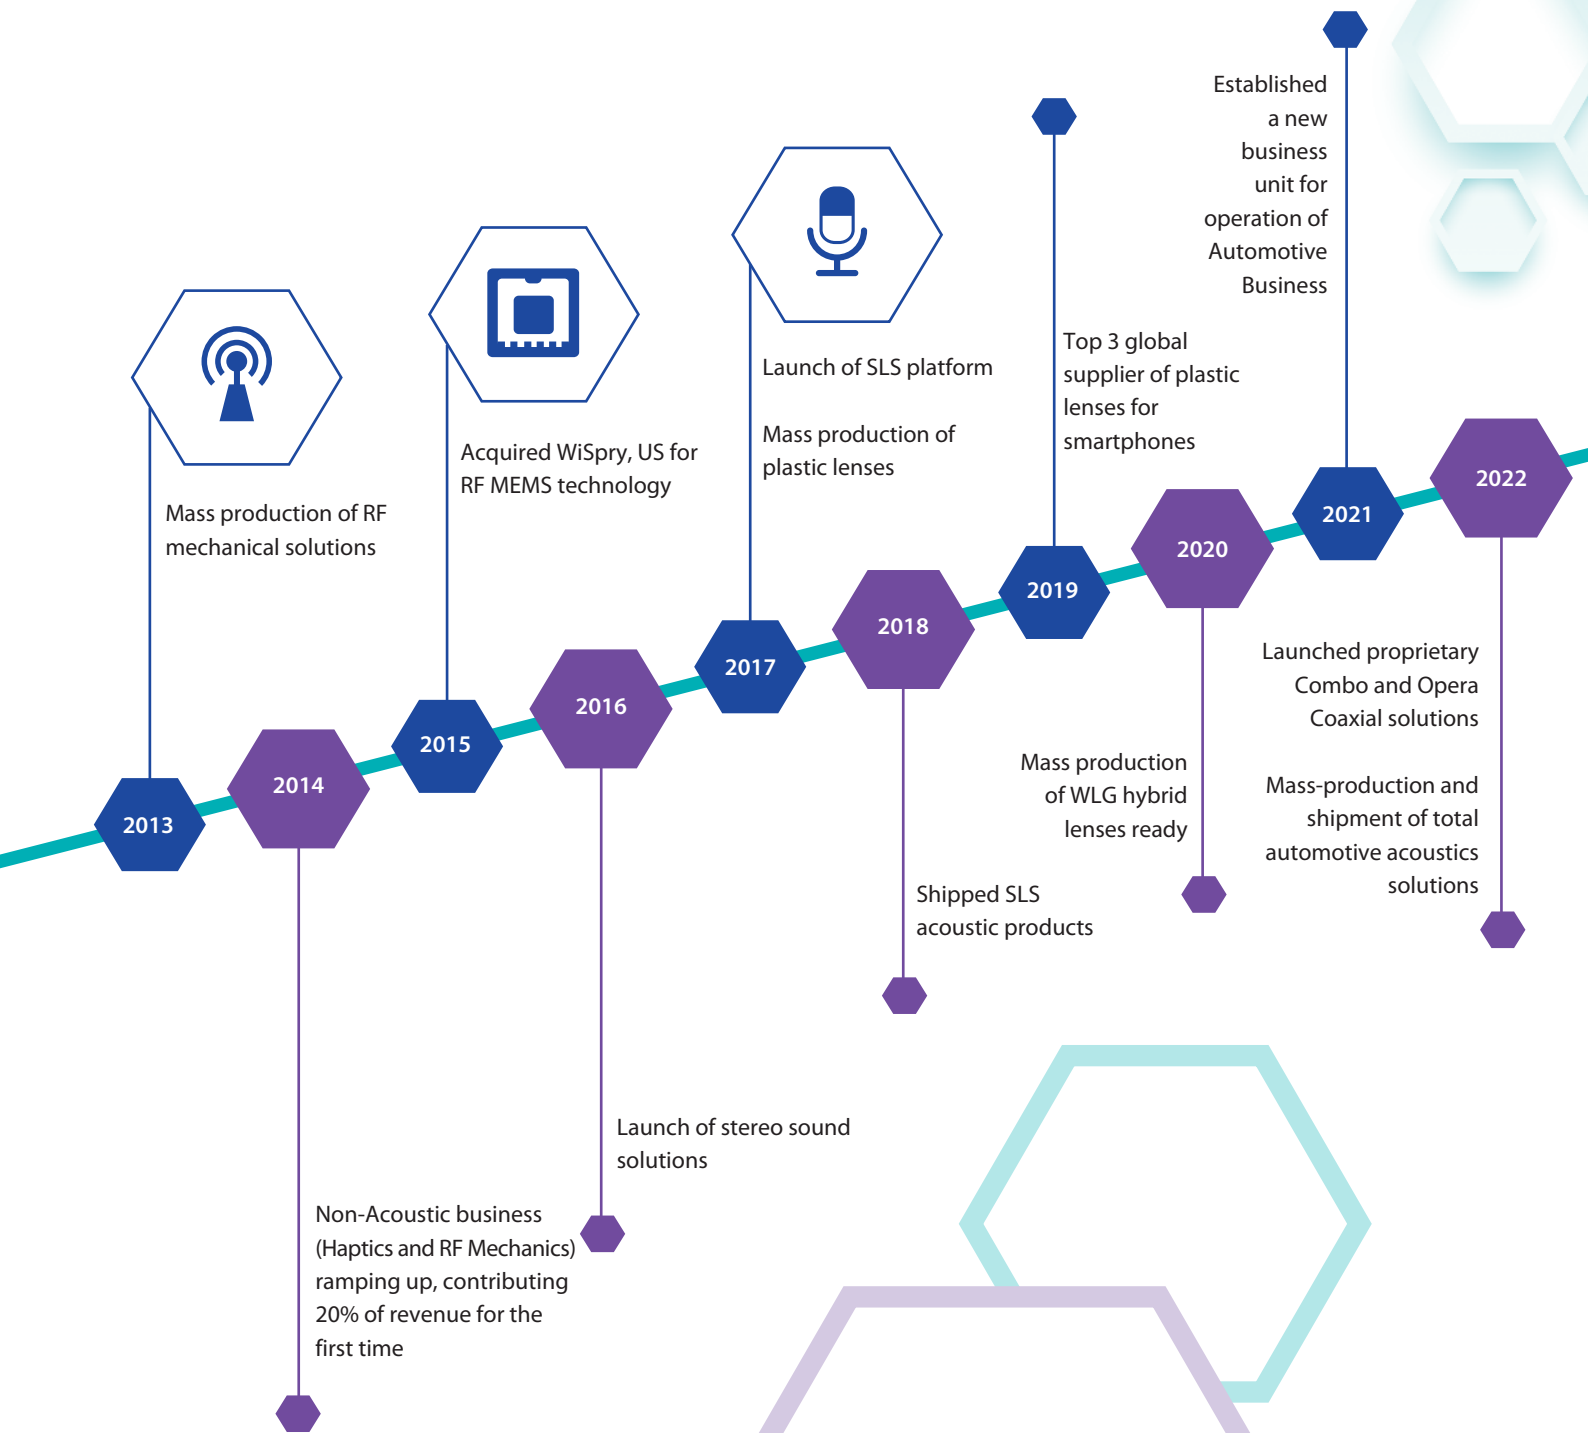 2013
Mass production of RF
mechanical solutions
2014
Non-Acoustic business
(Haptics and RF Mechanics)
ramping up, contributing
20% of revenue for the
first time
2015
Acquired WiSpry, US for
RF MEMS technology
2016
Launch of stereo sound
solutions
2017
Launch of SLS platform
Mass production of
plastic lenses
2018
Shipped SLS
acoustic products
2019
Top 3 global
supplier of plastic
lenses for
smartphones
2020
Mass production
of WLG hybrid
lenses ready
2021
Established
a new
business
unit for
operation of
Automotive
Business
2022
Launched proprietary
Combo and Opera
Coaxial solutions
Mass-production and
shipment of total
automotive acoustics
solutions